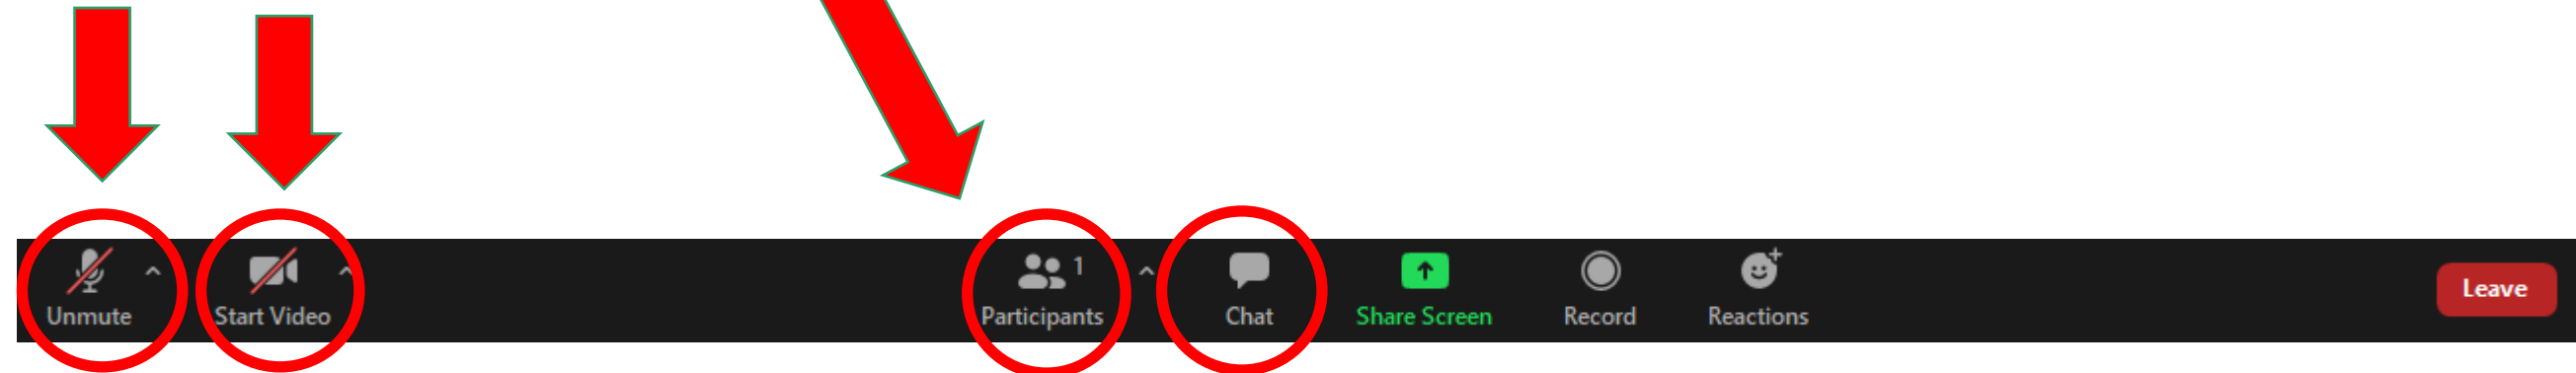 Unmute
Start Video
1
Participants
Chat
Share Screen
Record
Reactions
Leave